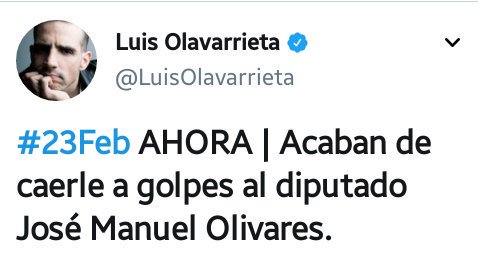 Luis Olavarrieta
@LuisOlavarrieta
#23Feb AHORA | Acaban de
caerle a golpes al diputado
José Manuel Olivares.